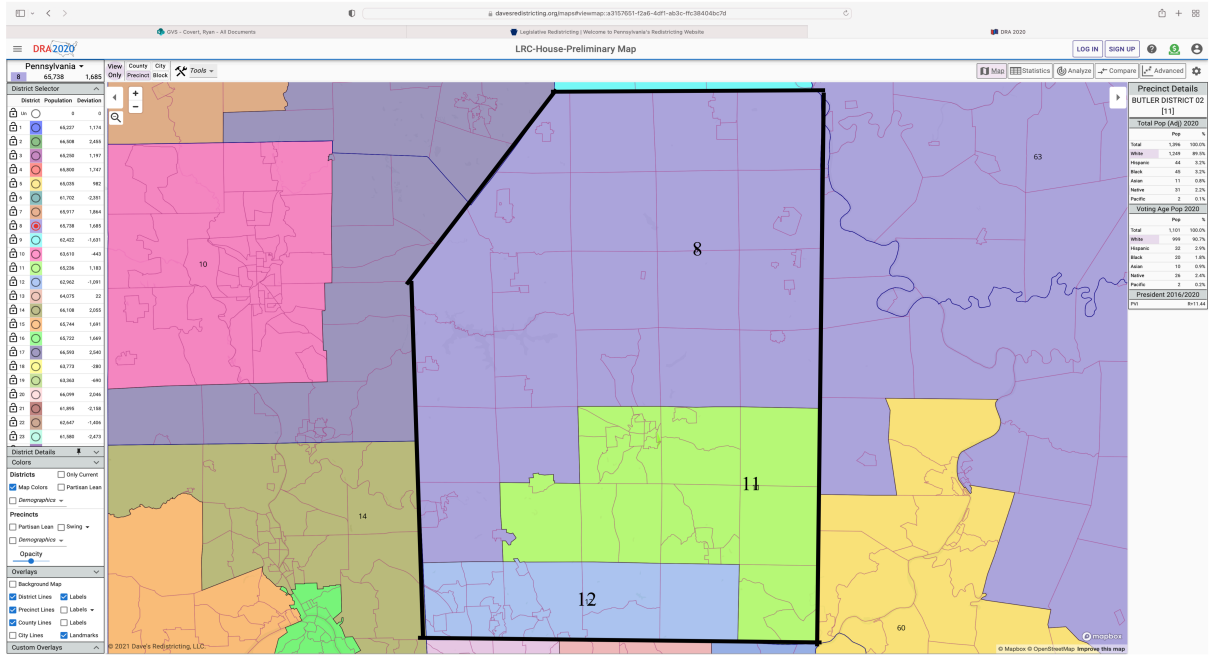 davesredistricting.org/maps#viewmap::a3157651-f2a6-4df1-ab3c-ffc38404bc7d
GVS - Covert, Ryan - All Documents
Legislative Redistricting | Welcome to Pennsylvania's Redistricting Website
DRA 2020
DRA2020
LRC-House-Preliminary Map
LOG IN SIGN UP
Pennsylvania
8 65,738 1,685
View Only
County City
Precinct Block
Tools
Map Statistics Analyze Compare Advanced
District Selector
District Population Deviation
Un 0 0
1 65,227 1,174
2 66,508 2,455
3 65,250 1,197
4 65,800 1,747
5 65,035 982
6 61,702 -2,351
7 65,917 1,864
8 65,738 1,685
9 62,422 -1,631
10 63,610 -443
11 65,236 1,183
12 62,962 -1,091
13 64,075 22
14 66,108 2,055
15 65,744 1,691
16 65,722 1,669
17 66,593 2,540
18 63,773 -280
19 63,363 -690
20 66,099 2,046
21 61,895 -2,158
22 62,647 -1,406
23 61,580 -2,473
District Details
Colors
Districts Only Current
Map Colors Partisan Lean
Demographics
Precincts
Partisan Lean Swing
Demographics
Opacity
Overlays
Background Map
District Lines Labels
Precinct Lines Labels
County Lines Labels
City Lines Landmarks
Custom Overlays
63
8
10
11
14
12
60
© 2021 Dave's Redistricting, LLC.
mapbox
© Mapbox © OpenStreetMap Improve this map
Precinct Details
BUTLER DISTRICT 02
[11]
Total Pop (Adj) 2020
Pop %
Total 1,396 100.0%
White 1,249 89.5%
Hispanic 44 3.2%
Black 45 3.2%
Asian 11 0.8%
Native 31 2.2%
Pacific 2 0.1%
Voting Age Pop 2020
Pop %
Total 1,101 100.0%
White 999 90.7%
Hispanic 32 2.9%
Black 20 1.8%
Asian 10 0.9%
Native 26 2.4%
Pacific 2 0.2%
President 2016/2020
PVI R+11.44